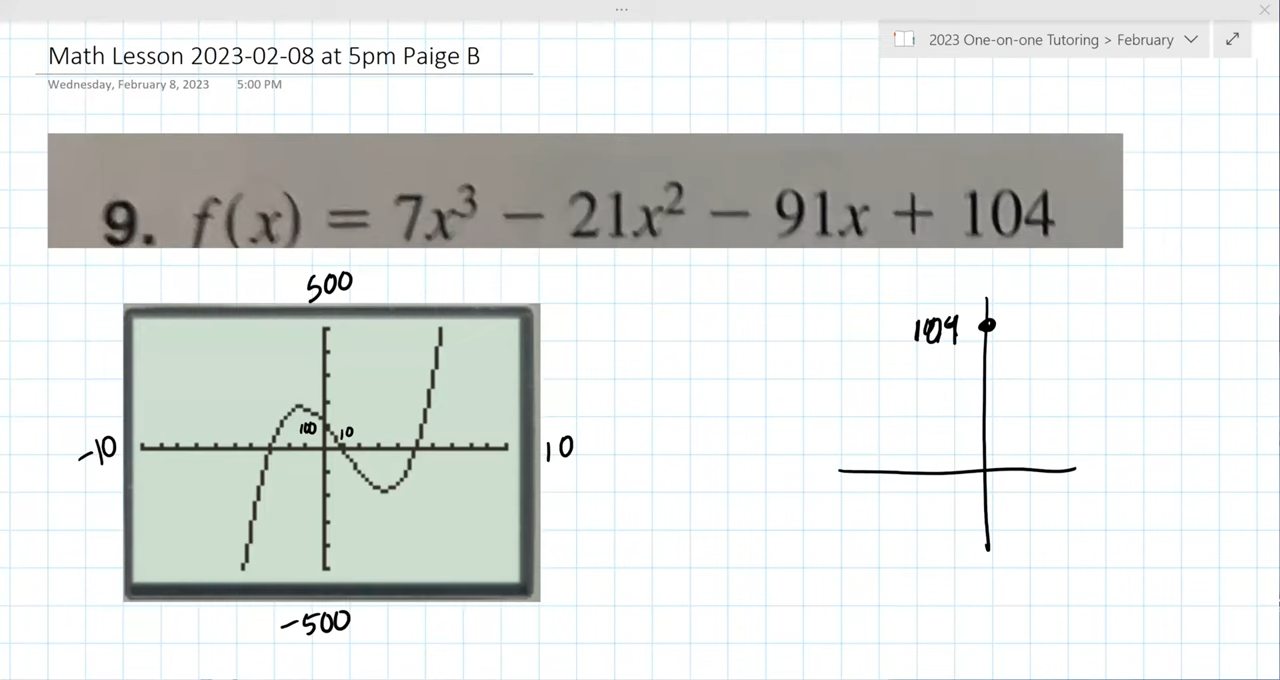 ...
2023 One-on-one Tutoring > February
Math Lesson 2023-02-08 at 5pm Paige B
Wednesday, February 8, 2023 5:00 PM
9. f(x) = 7x³ − 21x² − 91x + 104
500
104
100
10
-10
10
-500